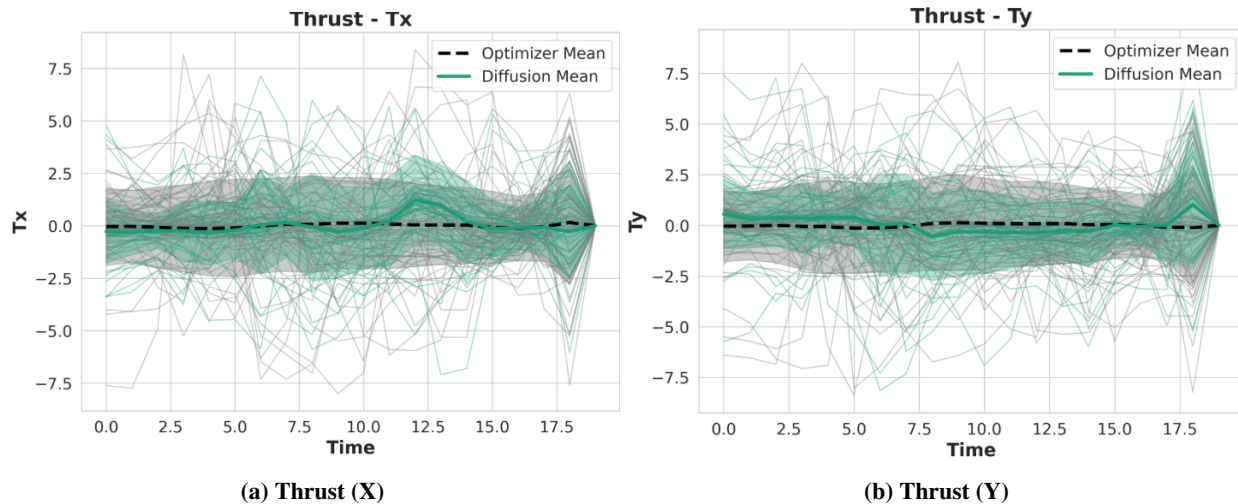 Thrust - Tx
Optimizer Mean
Diffusion Mean
7.5
5.0
2.5
0.0
−2.5
−5.0
−7.5
Tx
0.0 2.5 5.0 7.5 10.0 12.5 15.0 17.5
Time
(a) Thrust (X)
Thrust - Ty
Optimizer Mean
Diffusion Mean
7.5
5.0
2.5
0.0
−2.5
−5.0
−7.5
Ty
0.0 2.5 5.0 7.5 10.0 12.5 15.0 17.5
Time
(b) Thrust (Y)